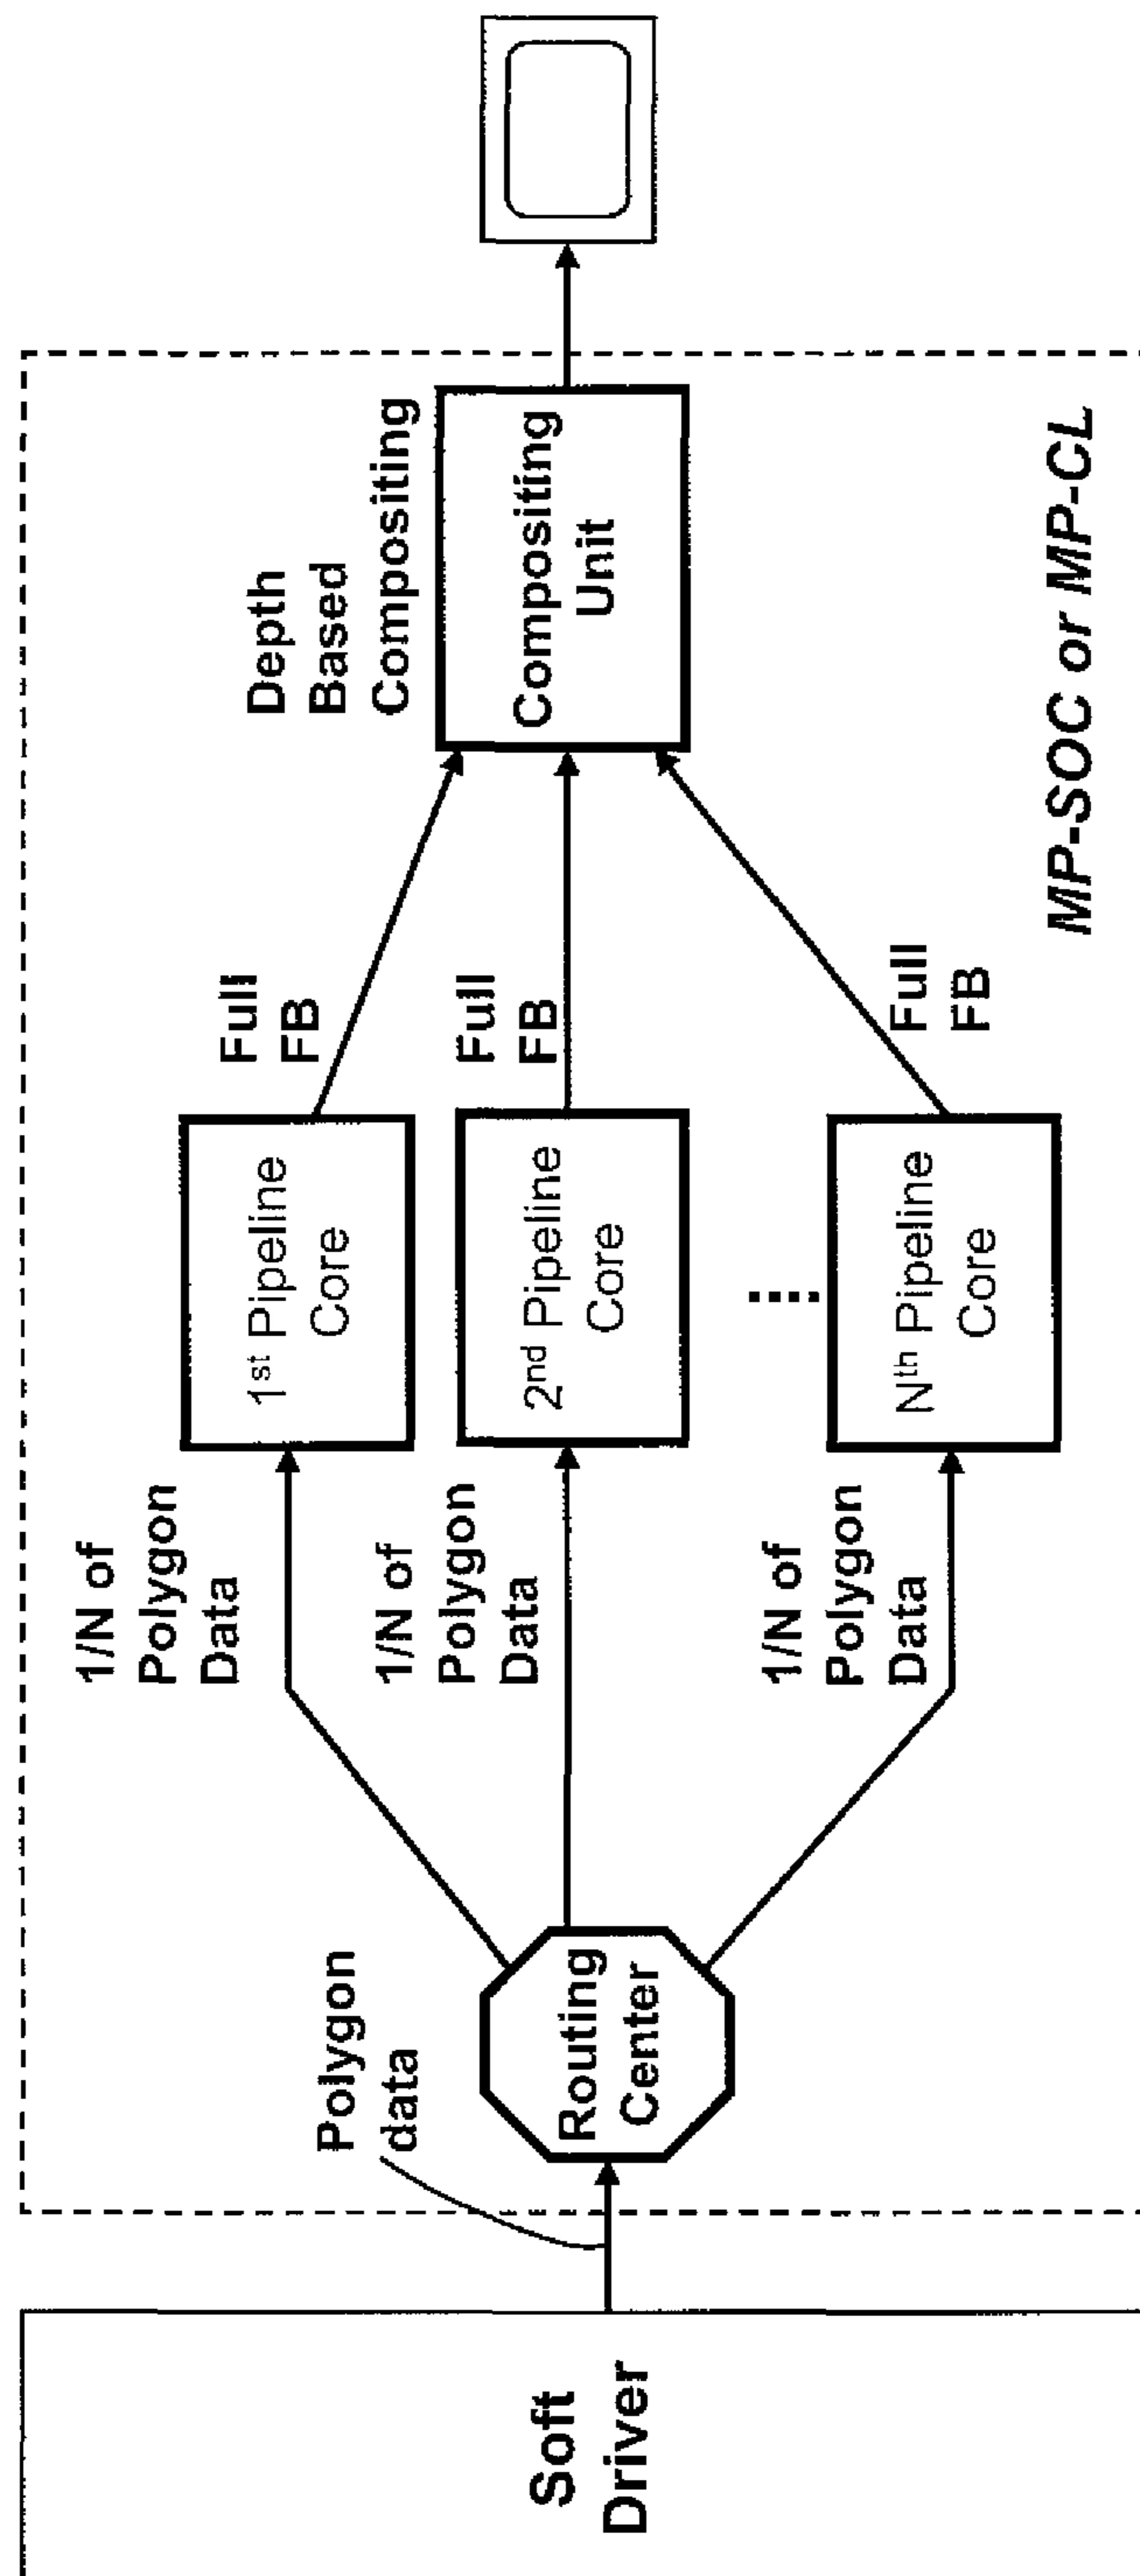 Soft
Driver
Polygon
data
Routing
Center
1/N of
Polygon
Data
1/N of
Polygon
Data
1/N of
Polygon
Data
1st Pipeline
Core
2nd Pipeline
Core
Nth Pipeline
Core
Full
FB
Full
FB
Full
FB
Depth
Based
Compositing
Compositing
Unit
MP-SOC or MP-CL